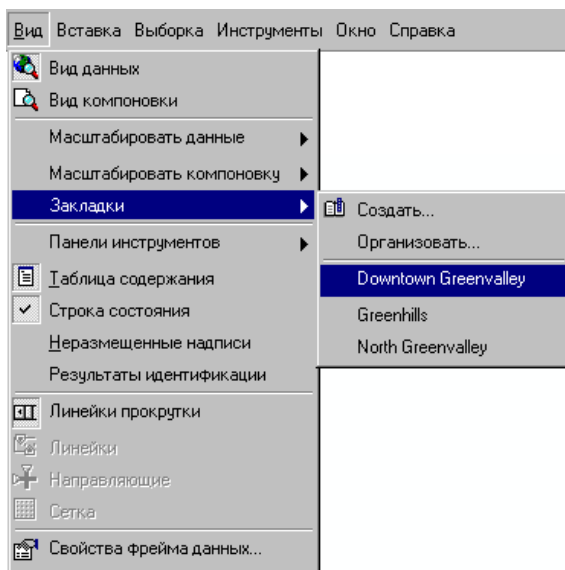 Вид Вставка Выборка Инструменты Окно Справка
Вид данных
Вид компоновки
Масштабировать данные
Масштабировать компоновку
Закладки
Панели инструментов
Таблица содержания
Строка состояния
Неразмещенные надписи
Результаты идентификации
Линейки прокрутки
Линейки
Направляющие
Сетка
Свойства фрейма данных...
Создать...
Организовать...
Downtown Greenvalley
Greenhills
North Greenvalley